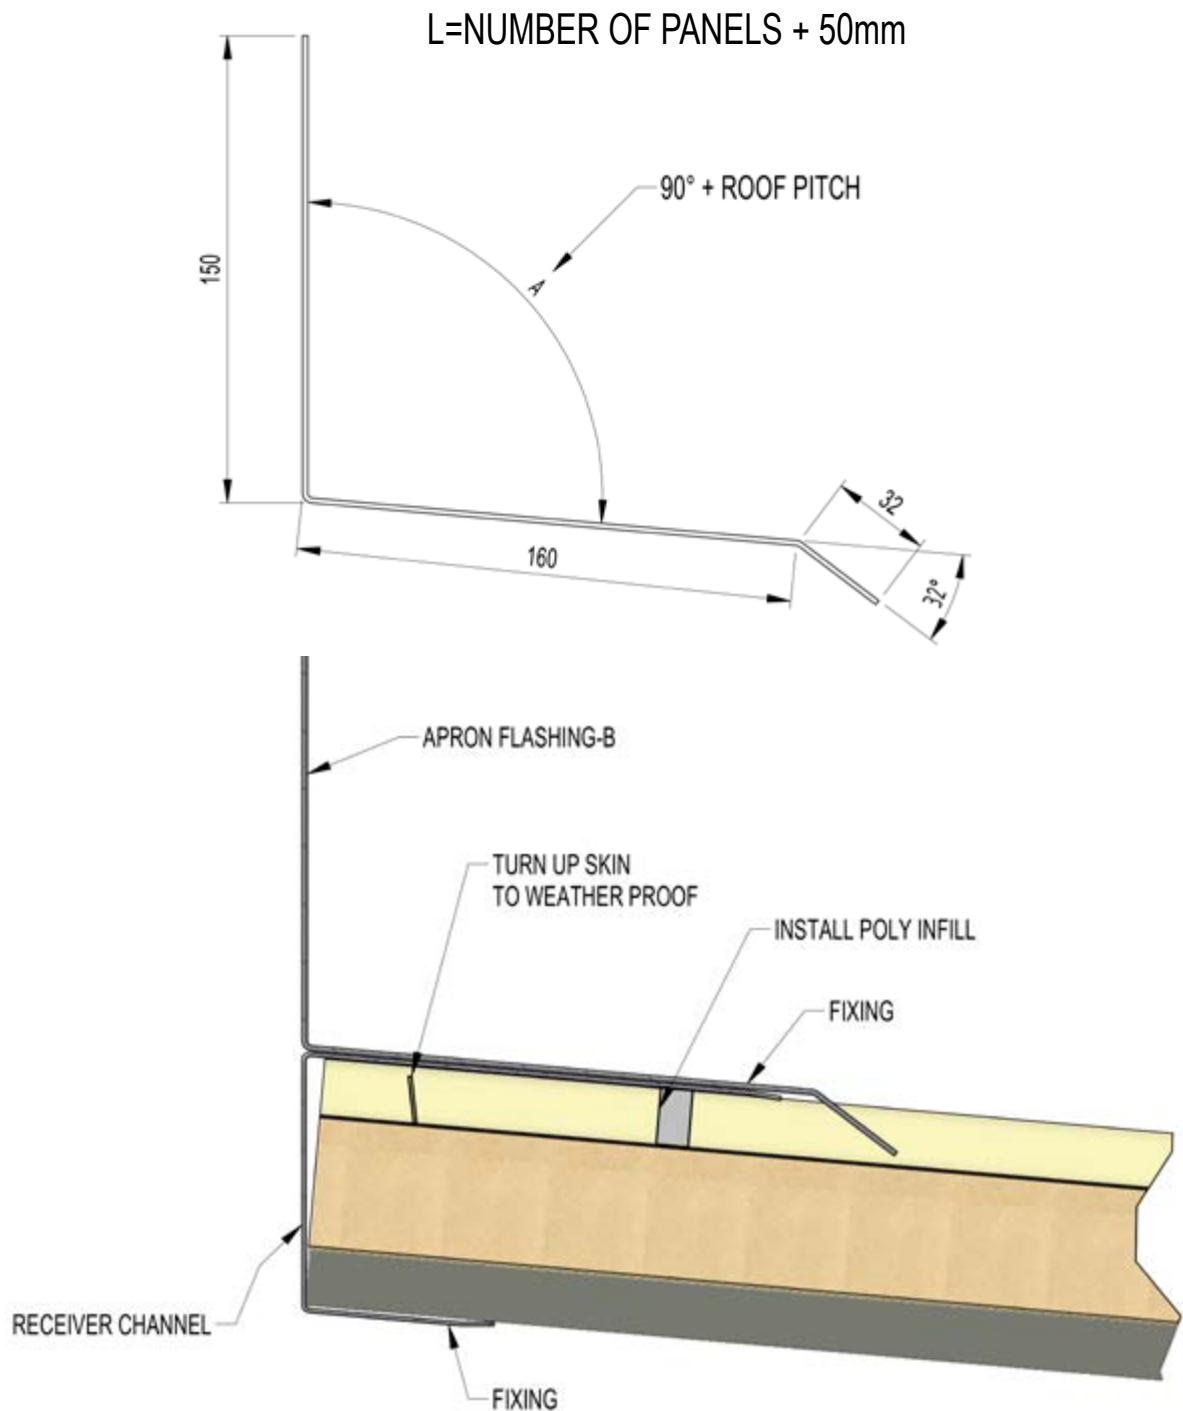 L=NUMBER OF PANELS + 50mm
90° + ROOF PITCH
150
A
32
160
32°
APRON FLASHING-B
TURN UP SKIN
TO WEATHER PROOF
INSTALL POLY INFILL
FIXING
RECEIVER CHANNEL
FIXING